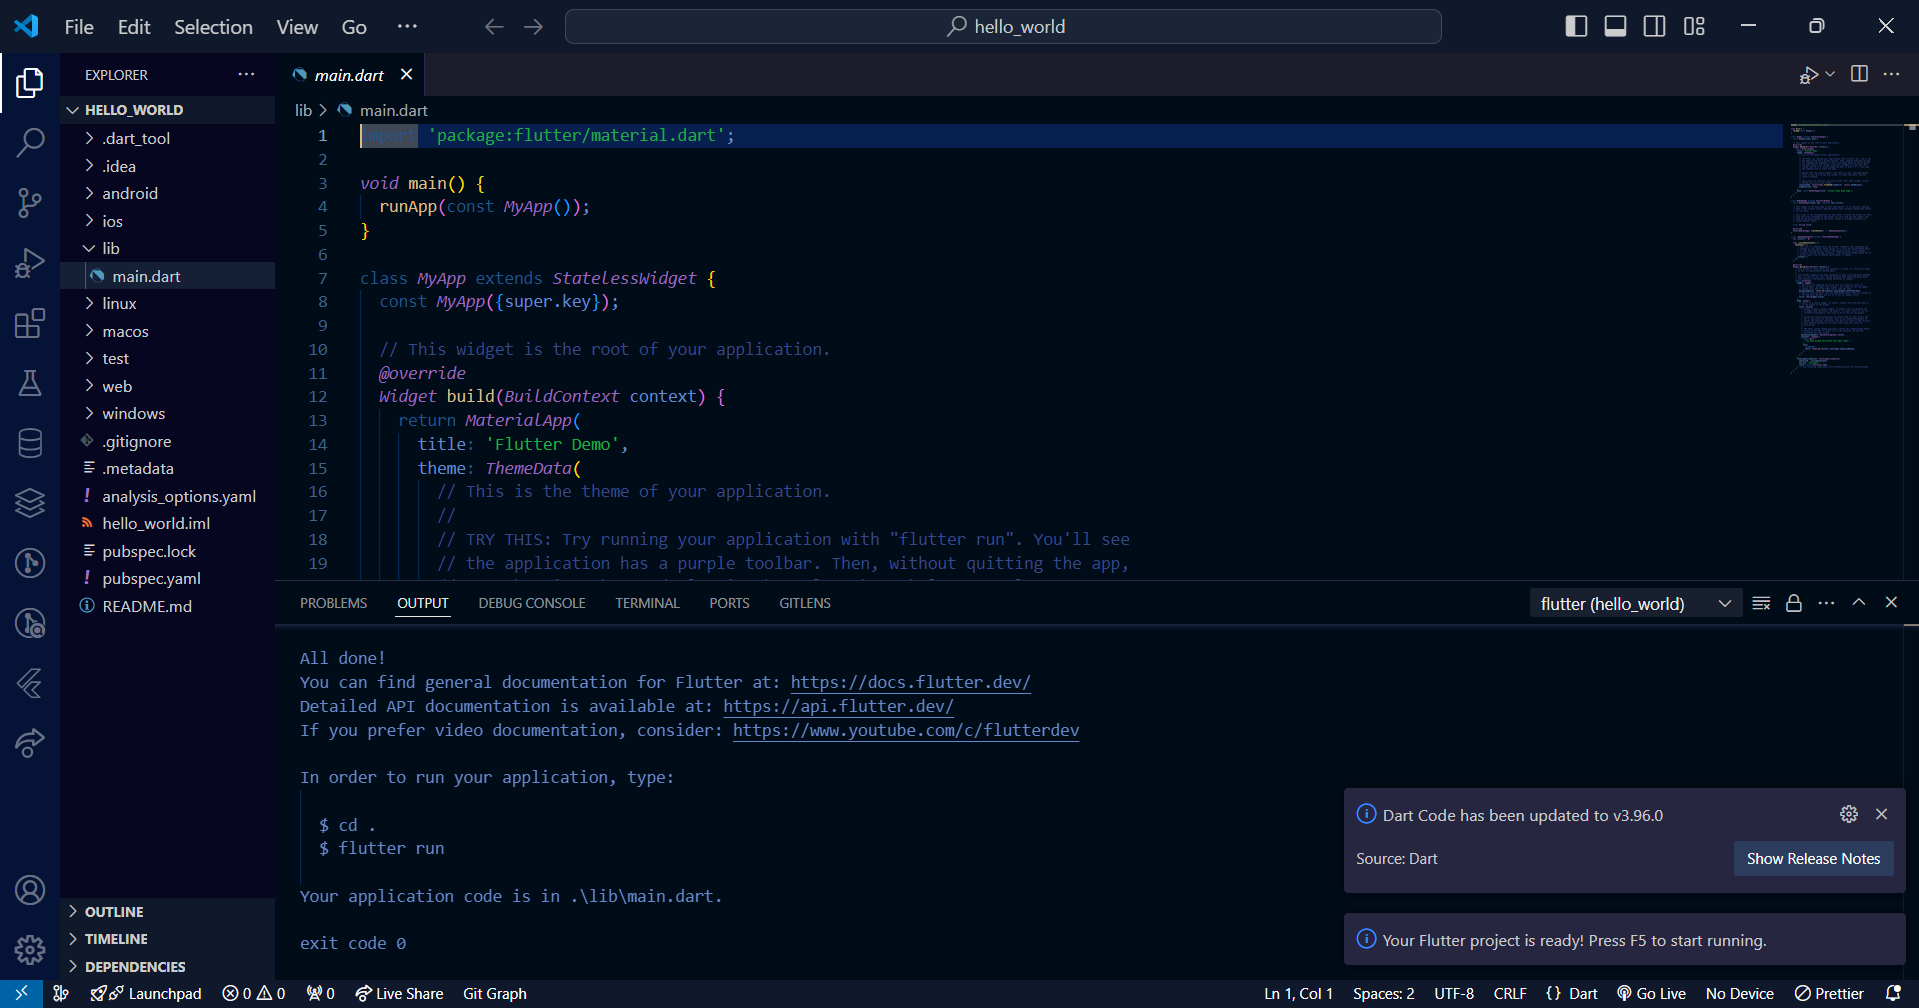 File Edit Selection View Go ···
hello_world
EXPLORER
HELLO_WORLD
.dart_tool
.idea
android
ios
lib
main.dart
linux
macos
test
web
windows
.gitignore
.metadata
! analysis_options.yaml
hello_world.iml
pubspec.lock
! pubspec.yaml
README.md
OUTLINE
TIMELINE
DEPENDENCIES
main.dart
lib > main.dart
1 import 'package:flutter/material.dart';
2
3 void main() {
4 runApp(const MyApp());
5 }
6
7 class MyApp extends StatelessWidget {
8 const MyApp({super.key});
9
10 // This widget is the root of your application.
11 @override
12 Widget build(BuildContext context) {
13 return MaterialApp(
14 title: 'Flutter Demo',
15 theme: ThemeData(
16 // This is the theme of your application.
17 //
18 // TRY THIS: Try running your application with "flutter run". You'll see
19 // the application has a purple toolbar. Then, without quitting the app,
PROBLEMS OUTPUT DEBUG CONSOLE TERMINAL PORTS GITLENS
flutter (hello_world)
All done!
You can find general documentation for Flutter at: https://docs.flutter.dev/
Detailed API documentation is available at: https://api.flutter.dev/
If you prefer video documentation, consider: https://www.youtube.com/c/flutterdev
In order to run your application, type:
$ cd .
$ flutter run
Your application code is in .\lib\main.dart.
exit code 0
Dart Code has been updated to v3.96.0
Source: Dart
Show Release Notes
Your Flutter project is ready! Press F5 to start running.
Launchpad 0 0 0 Live Share Git Graph Ln 1, Col 1 Spaces: 2 UTF-8 CRLF {} Dart Go Live No Device Prettier